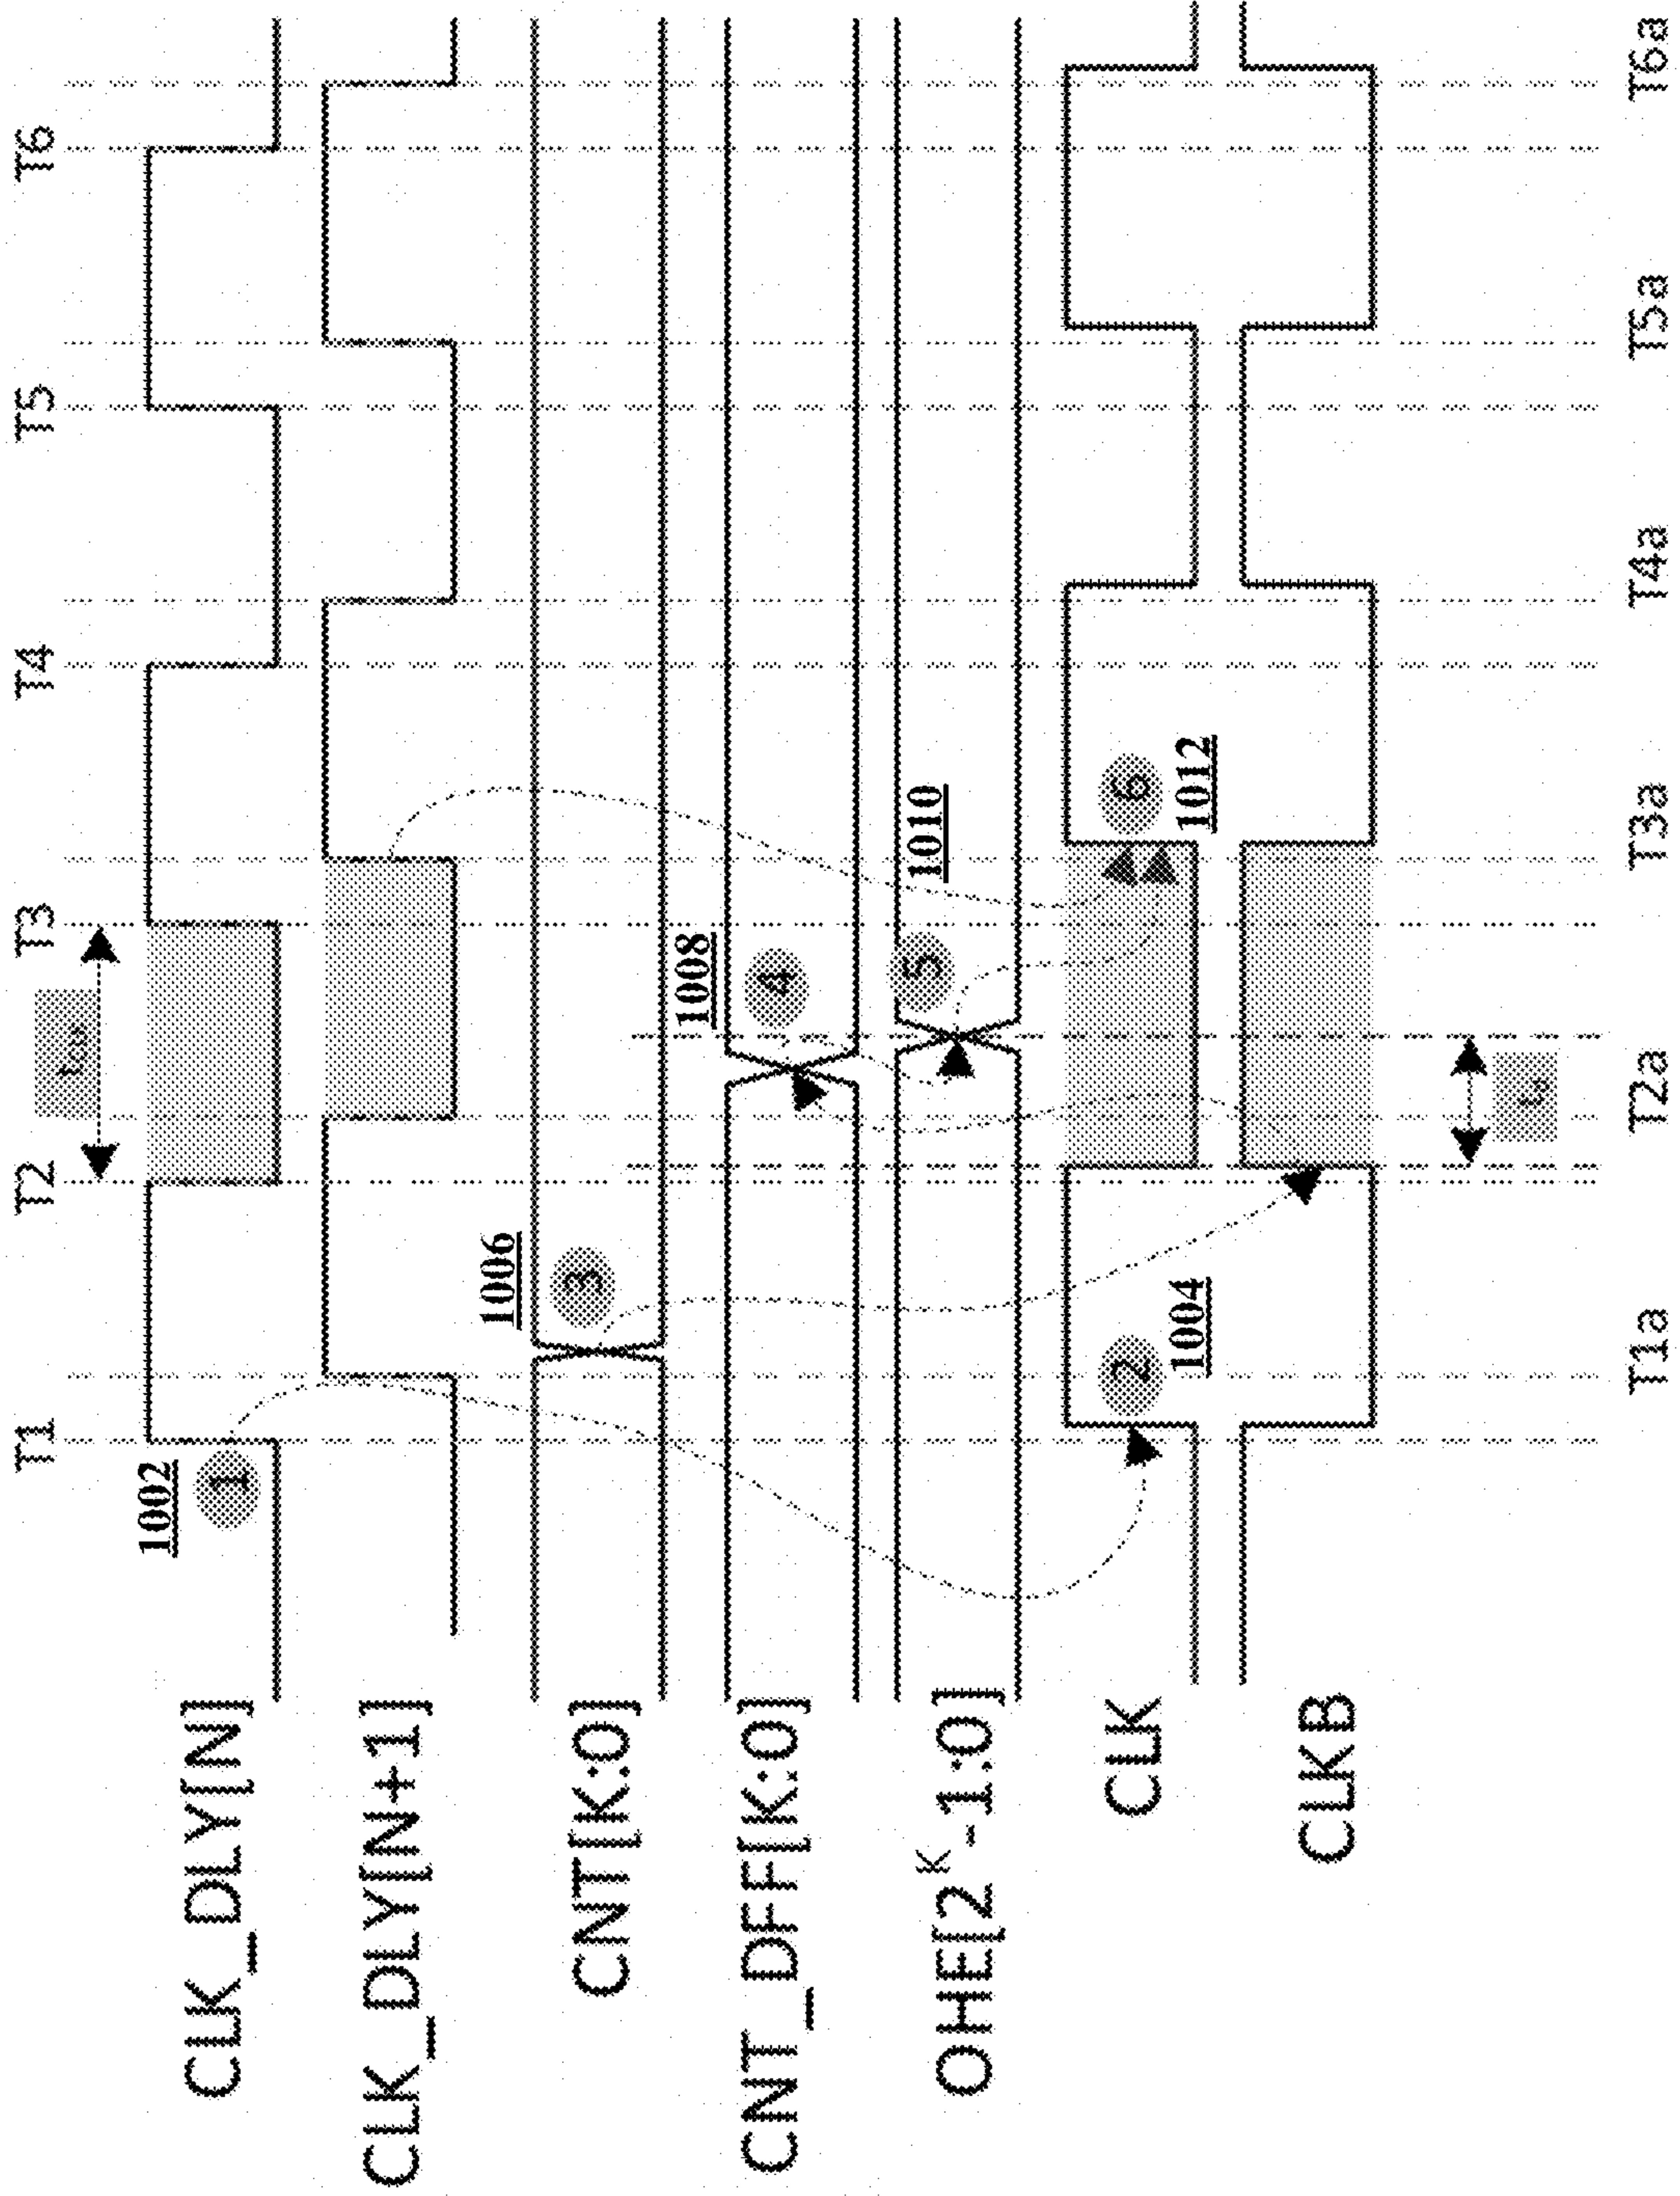 T1 T2 T3 T4 T5 T6
CLK_DLY[N]
1002
1
CLK_DLY[N+1]
CNT[K:0]
1006
3
CNT_DFF[K:0]
1008
4
OHE[2^K-1:0]
5
1010
CLK
2
1004
6
1012
CLKB
T1a T2a T3a T4a T5a T6a